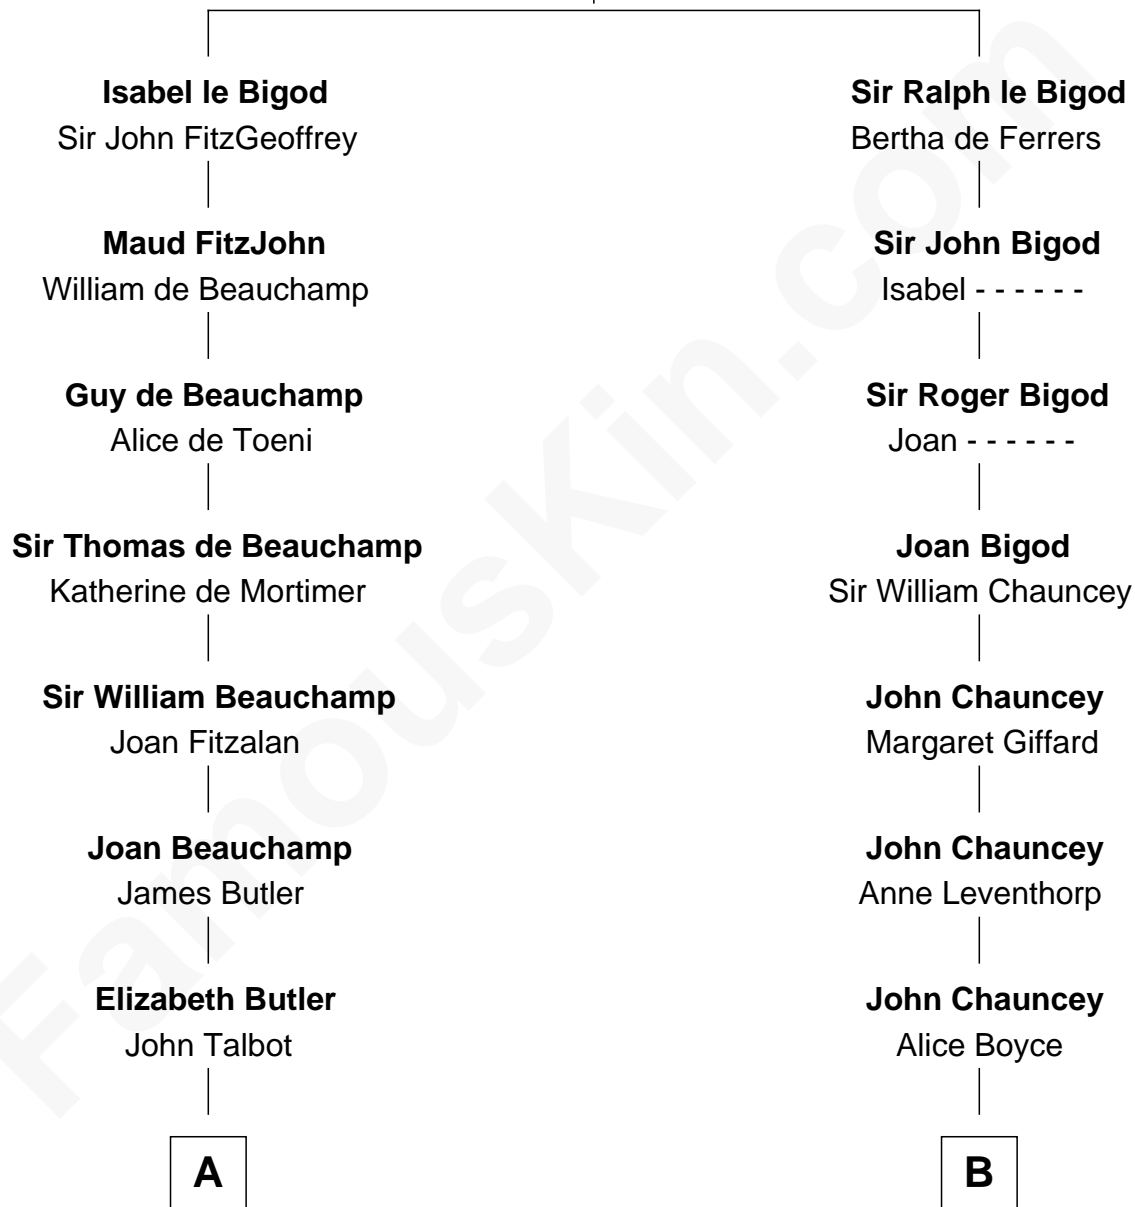 Isabel le Bigod
Sir John FitzGeoffrey
Maud FitzJohn
William de Beauchamp
Guy de Beauchamp
Alice de Toeni
Sir Thomas de Beauchamp
Katherine de Mortimer
Sir William Beauchamp
Joan Fitzalan
Joan Beauchamp
James Butler
Elizabeth Butler
John Talbot
A
Sir Ralph le Bigod
Bertha de Ferrers
Sir John Bigod
Isabel - - - - - -
Sir Roger Bigod
Joan - - - - - -
Joan Bigod
Sir William Chauncey
John Chauncey
Margaret Giffard
John Chauncey
Anne Leventhorp
John Chauncey
Alice Boyce
B
FamousKin.com